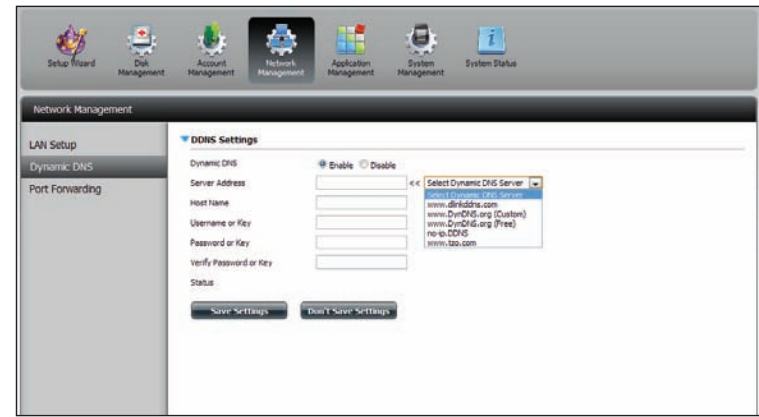 Setup Wizard
Disk Management
Account Management
Network Management
Application Management
System Management
System Status
Network Management
LAN Setup
Dynamic DNS
Port Forwarding
DDNS Settings
Dynamic DNS Enable Disable
Server Address << Select Dynamic DNS Server
Select Dynamic DNS Server
www.dlinkddns.com
www.DynDNS.org (Custom)
www.DynDNS.org (Free)
no-ip.DDNS
www.tzo.com
Host Name
Username or Key
Password or Key
Verify Password or Key
Status
Save Settings Don't Save Settings